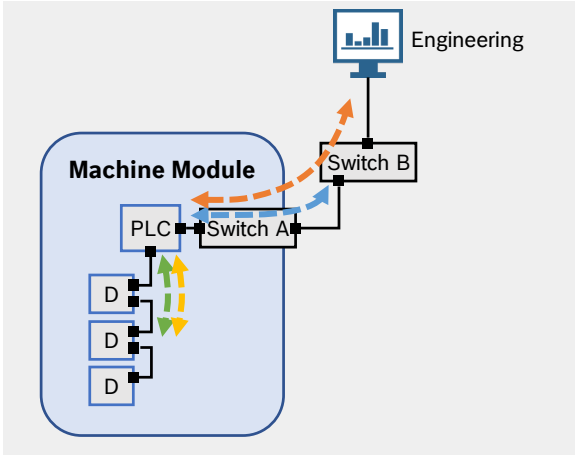 Engineering
Switch B
Machine Module
PLC
Switch A
D
D
D